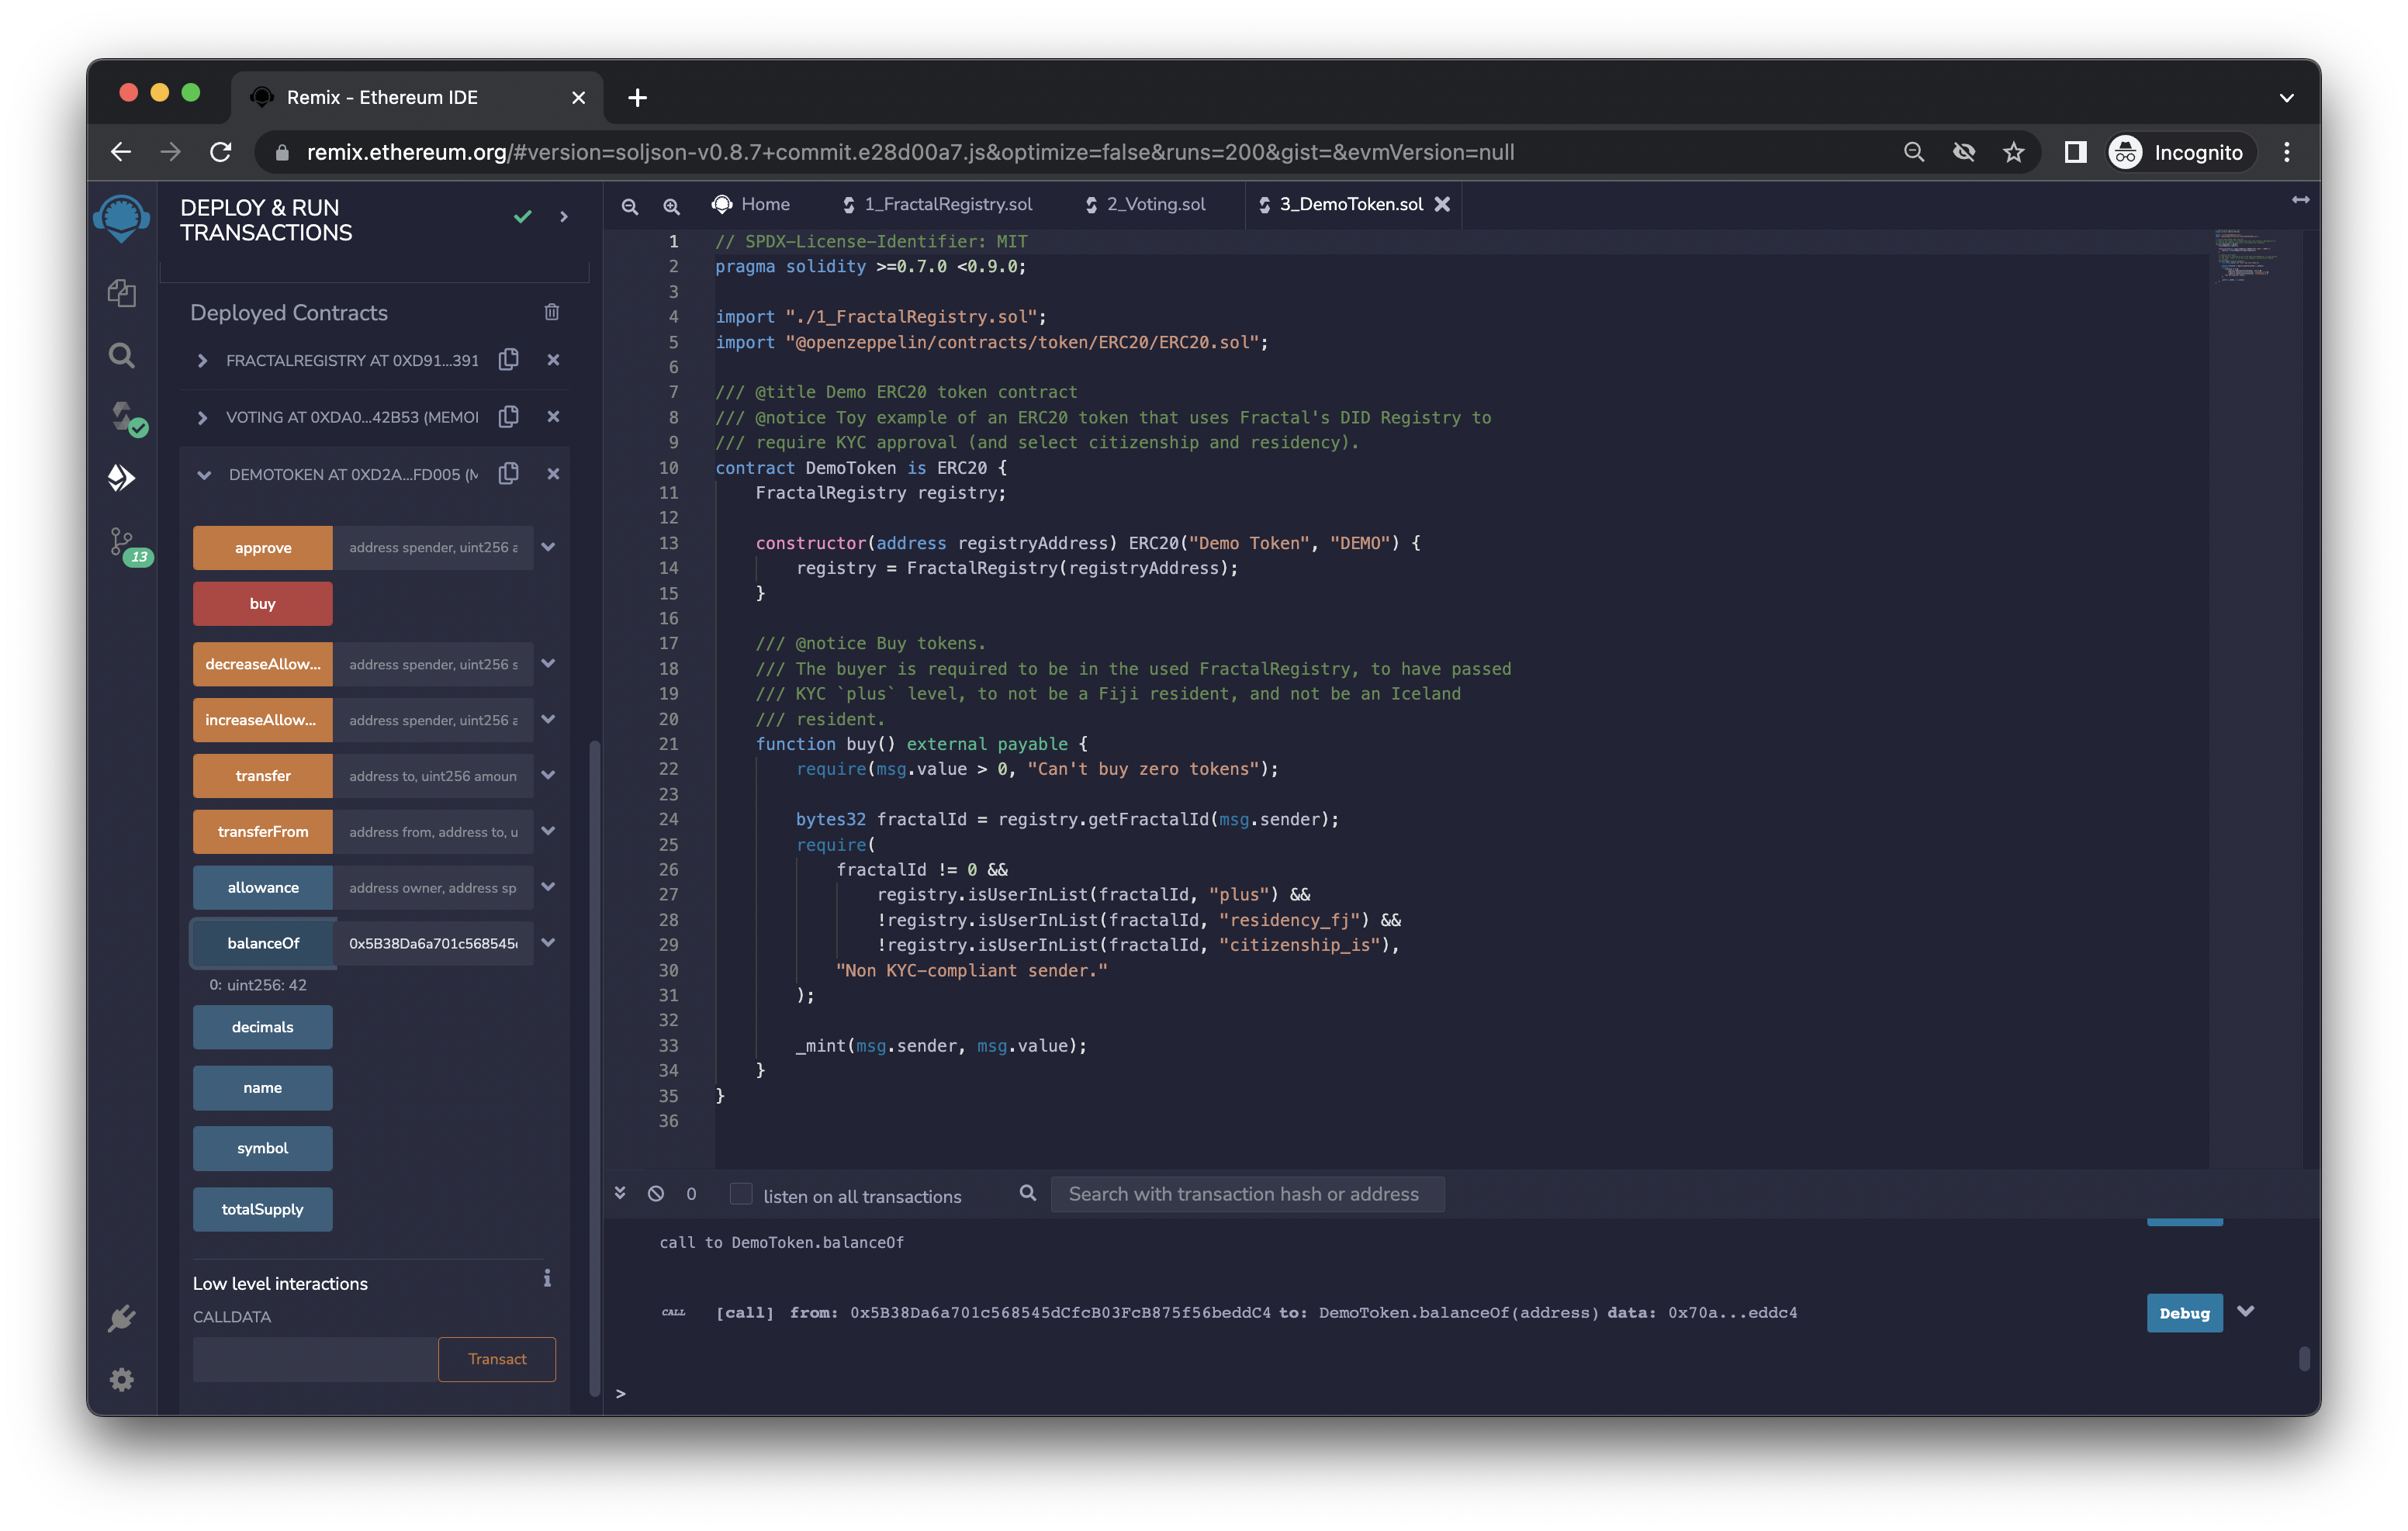 Remix - Ethereum IDE
remix.ethereum.org/#version=soljson-v0.8.7+commit.e28d00a7.js&optimize=false&runs=200&gist=&evmVersion=null
Incognito
DEPLOY & RUN
TRANSACTIONS
Deployed Contracts
FRACTALREGISTRY AT 0XD91...391
VOTING AT 0XDA0...42B53 (MEMOI
DEMOTOKEN AT 0XD2A...FD005 (M
13
approve address spender, uint256 a
buy
decreaseAllow... address spender, uint256 s
increaseAllow... address spender, uint256 a
transfer address to, uint256 amoun
transferFrom address from, address to, u
allowance address owner, address sp
balanceOf 0x5B38Da6a701c568545
0: uint256: 42
decimals
name
symbol
totalSupply
Low level interactions
CALLDATA
Transact
Home 1_FractalRegistry.sol 2_Voting.sol 3_DemoToken.sol
1 // SPDX-License-Identifier: MIT
2 pragma solidity >=0.7.0 <0.9.0;
3
4 import "./1_FractalRegistry.sol";
5 import "@openzeppelin/contracts/token/ERC20/ERC20.sol";
6
7 /// @title Demo ERC20 token contract
8 /// @notice Toy example of an ERC20 token that uses Fractal's DID Registry to
9 /// require KYC approval (and select citizenship and residency).
10 contract DemoToken is ERC20 {
11 FractalRegistry registry;
12
13 constructor(address registryAddress) ERC20("Demo Token", "DEMO") {
14 registry = FractalRegistry(registryAddress);
15 }
16
17 /// @notice Buy tokens.
18 /// The buyer is required to be in the used FractalRegistry, to have passed
19 /// KYC `plus` level, to not be a Fiji resident, and not be an Iceland
20 /// resident.
21 function buy() external payable {
22 require(msg.value > 0, "Can't buy zero tokens");
23
24 bytes32 fractalId = registry.getFractalId(msg.sender);
25 require(
26 fractalId != 0 &&
27 registry.isUserInList(fractalId, "plus") &&
28 !registry.isUserInList(fractalId, "residency_fj") &&
29 !registry.isUserInList(fractalId, "citizenship_is"),
30 "Non KYC-compliant sender."
31 );
32
33 _mint(msg.sender, msg.value);
34 }
35 }
36
0 listen on all transactions Search with transaction hash or address
call to DemoToken.balanceOf
CALL [call] from: 0x5B38Da6a701c568545dCfcB03FcB875f56beddC4 to: DemoToken.balanceOf(address) data: 0x70a...eddc4 Debug
>